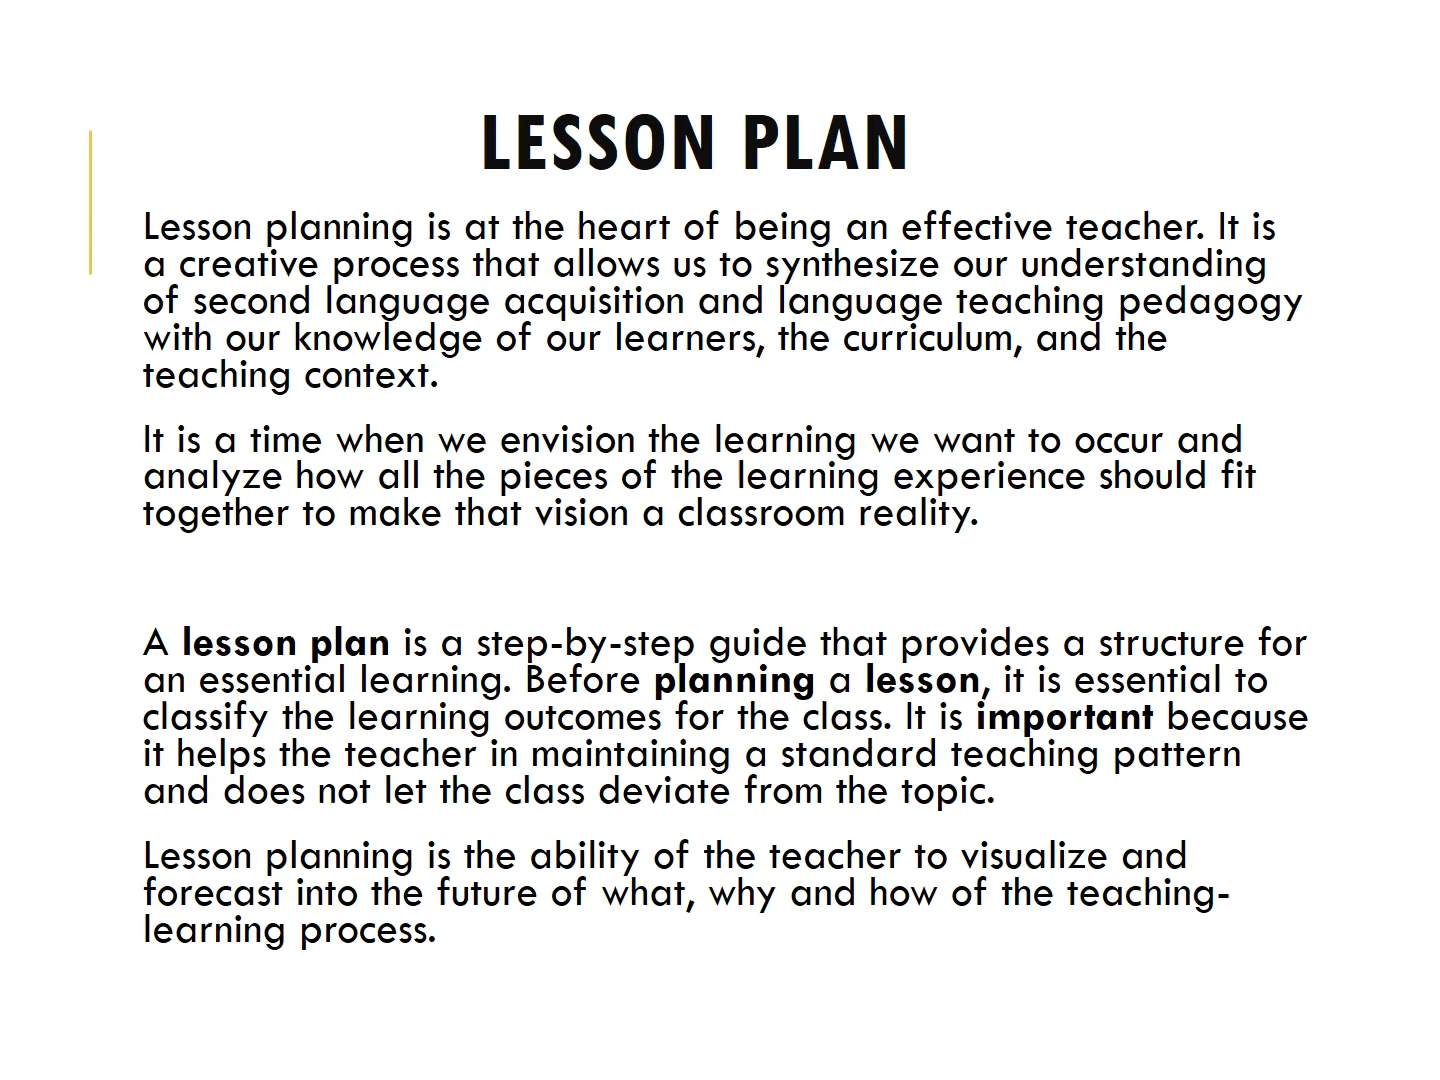 LESSON PLAN
Lesson planning is at the heart of being an effective teacher. It is
a creative process that allows us to synthesize our understanding
of second language acquisition and language teaching pedagogy
with our knowledge of our learners, the curriculum, and the
teaching context.
It is a time when we envision the learning we want to occur and
analyze how all the pieces of the learning experience should fit
together to make that vision a classroom reality.
A lesson plan is a step-by-step guide that provides a structure for
an essential learning. Before planning a lesson, it is essential to
classify the learning outcomes for the class. It is important because
it helps the teacher in maintaining a standard teaching pattern
and does not let the class deviate from the topic.
Lesson planning is the ability of the teacher to visualize and
forecast into the future of what, why and how of the teaching-
learning process.